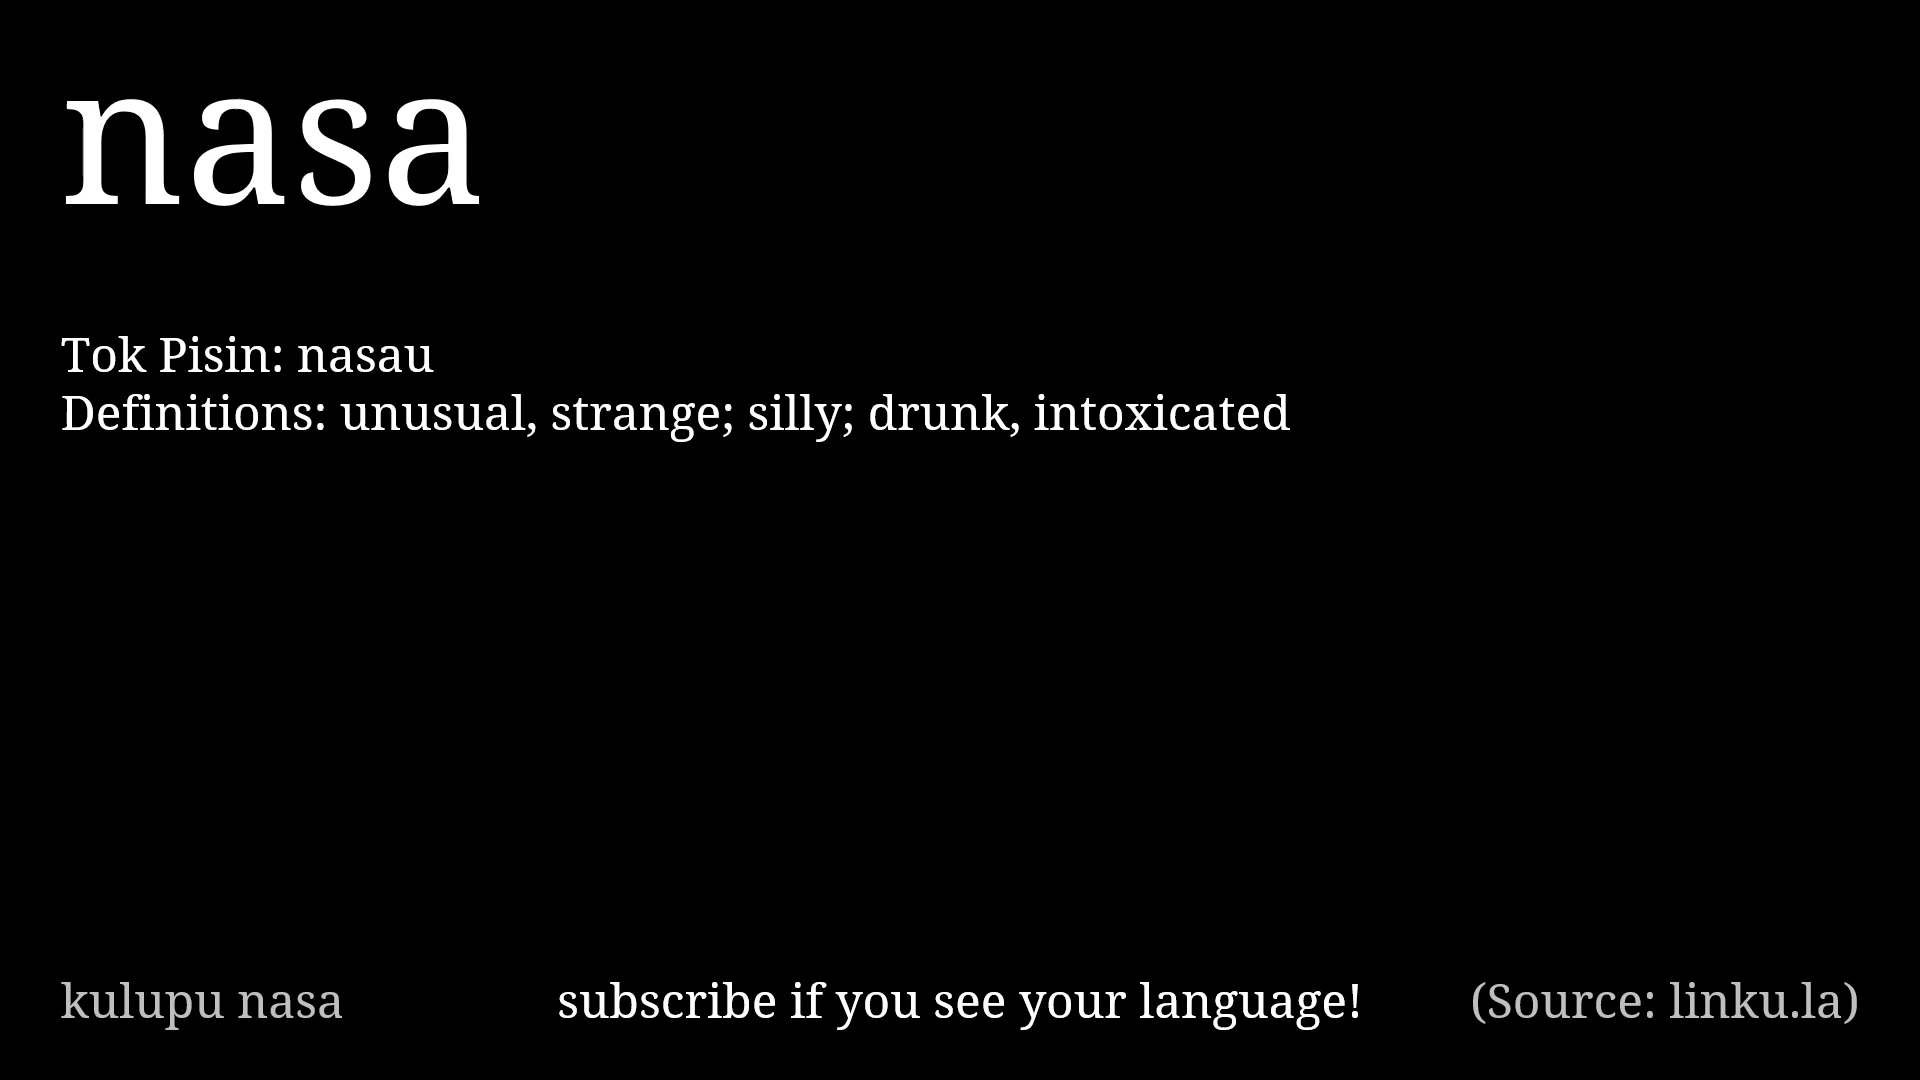 nasa
Tok Pisin: nasau
Definitions: unusual, strange; silly; drunk, intoxicated
kulupu nasa
subscribe if you see your language!
(Source: linku.la)